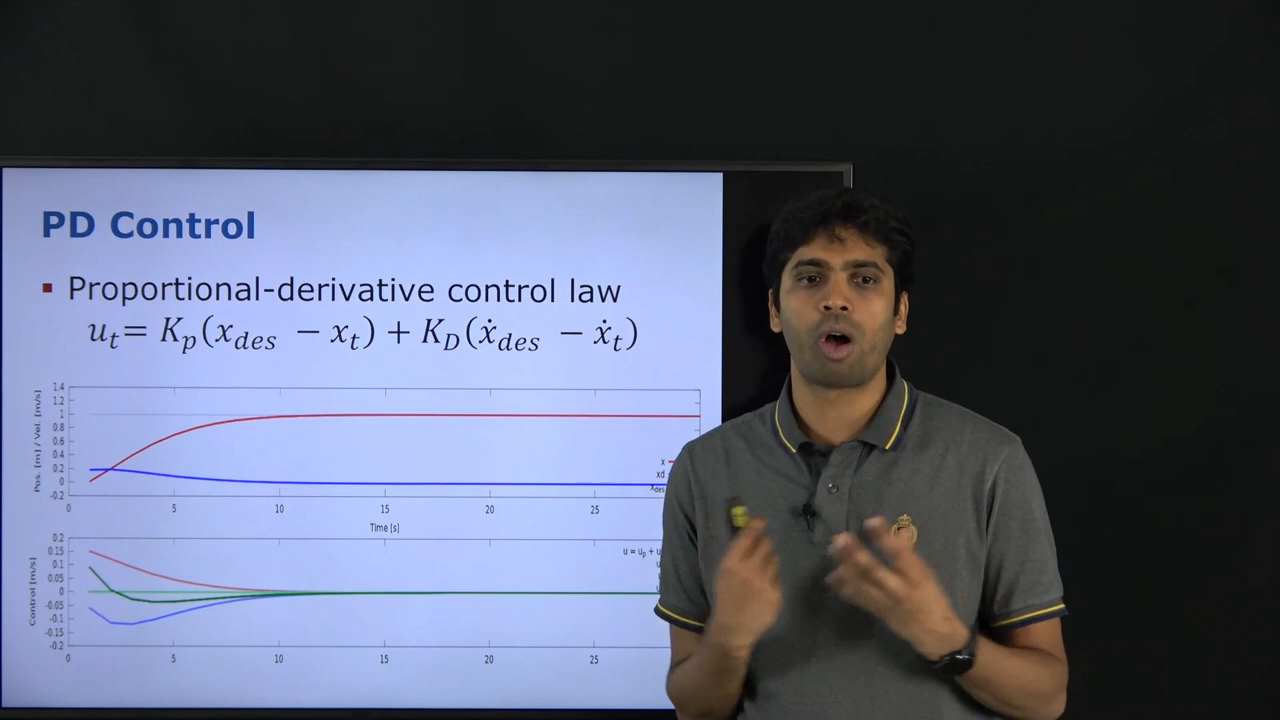 PD Control
▪ Proportional-derivative control law
u_t = K_p(x_des − x_t) + K_D(ẋ_des − ẋ_t)
1.4
1.2
1
0.8
0.6
0.4
0.2
0
-0.2
Pos. [m] / Vel. [m/s]
x
xd
x_des
0 5 10 15 20 25
Time [s]
0.2
0.15
0.1
0.05
0
-0.05
-0.1
-0.15
-0.2
Control [m/s]
u = u_p + u
0 5 10 15 20 25